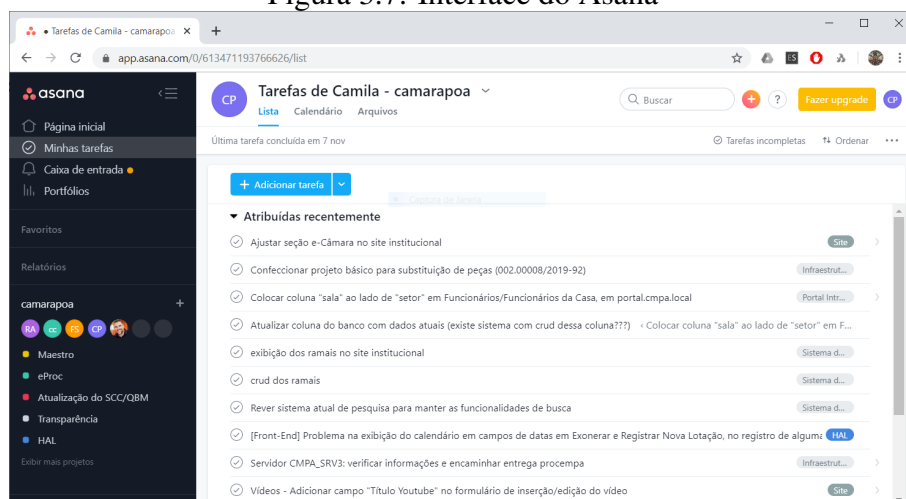 Figura 3.7: Interface do Asana
Tarefas de Camila - camarapoa
app.asana.com/0/613471193766626/list
ES
asana
Página inicial
Minhas tarefas
Caixa de entrada
Portfólios
Favoritos
Relatórios
camarapoa +
RA cc FS CP
Maestro
eProc
Atualização do SCC/QBM
Transparência
HAL
Exibir mais projetos
CP
Tarefas de Camila - camarapoa
Lista Calendário Arquivos
Buscar + ? Fazer upgrade CP
Última tarefa concluída em 7 nov
Tarefas incompletas Ordenar ...
+ Adicionar tarefa
Captura de tela
Atribuídas recentemente
Ajustar seção e-Câmara no site institucional Site
Confeccionar projeto básico para substituição de peças (002.00008/2019-92) Infraestrut...
Colocar coluna "sala" ao lado de "setor" em Funcionários/Funcionários da Casa, em portal.cmpa.local Portal Intr...
Atualizar coluna do banco com dados atuais (existe sistema com crud dessa coluna???) ‹ Colocar coluna "sala" ao lado de "setor" em F...
exibição dos ramais no site institucional Sistema d...
crud dos ramais Sistema d...
Rever sistema atual de pesquisa para manter as funcionalidades de busca Sistema d...
[Front-End] Problema na exibição do calendário em campos de datas em Exonerar e Registrar Nova Lotação, no registro de alguma HAL
Servidor CMPA_SRV3: verificar informações e encaminhar entrega procempa Infraestrut...
Vídeos - Adicionar campo "Título Youtube" no formulário de inserção/edição do vídeo Site